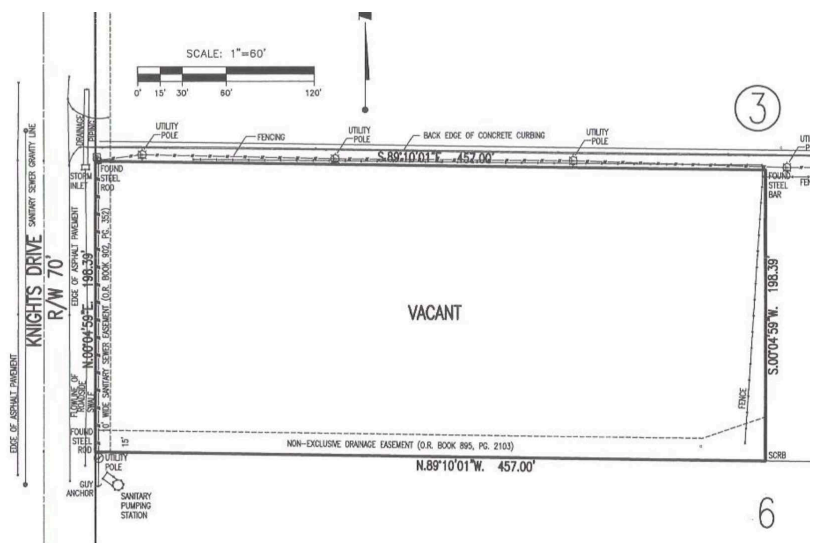 SCALE: 1"=60'
0' 15' 30' 60' 120'
3
UTILITY
POLE
FENCING
UTILITY
POLE
BACK EDGE OF CONCRETE CURBING
UTILITY
POLE
S.89°10'01"E. 457.00'
DRAINAGE
PIPING
STORM
INLET
FOUND
STEEL
ROD
FOUND
STEEL
BAR
EDGE OF ASPHALT PAVEMENT
KNIGHTS DRIVE
SANITARY SEWER GRAVITY LINE
R/W 70'
EDGE OF ASPHALT PAVEMENT
FLOWLINE OF
ROADSIDE
SWALE
N.00°04'59"E. 198.39'
10' WIDE SANITARY SEWER EASEMENT (O.R. BOOK 902, PG. 352)
VACANT
FENCE
S.00°04'59"W. 198.39'
FOUND
STEEL
ROD
15'
NON-EXCLUSIVE DRAINAGE EASEMENT (O.R. BOOK 895, PG. 2103)
SCRB
N.89°10'01"W. 457.00'
UTILITY
POLE
GUY
ANCHOR
SANITARY
PUMPING
STATION
6